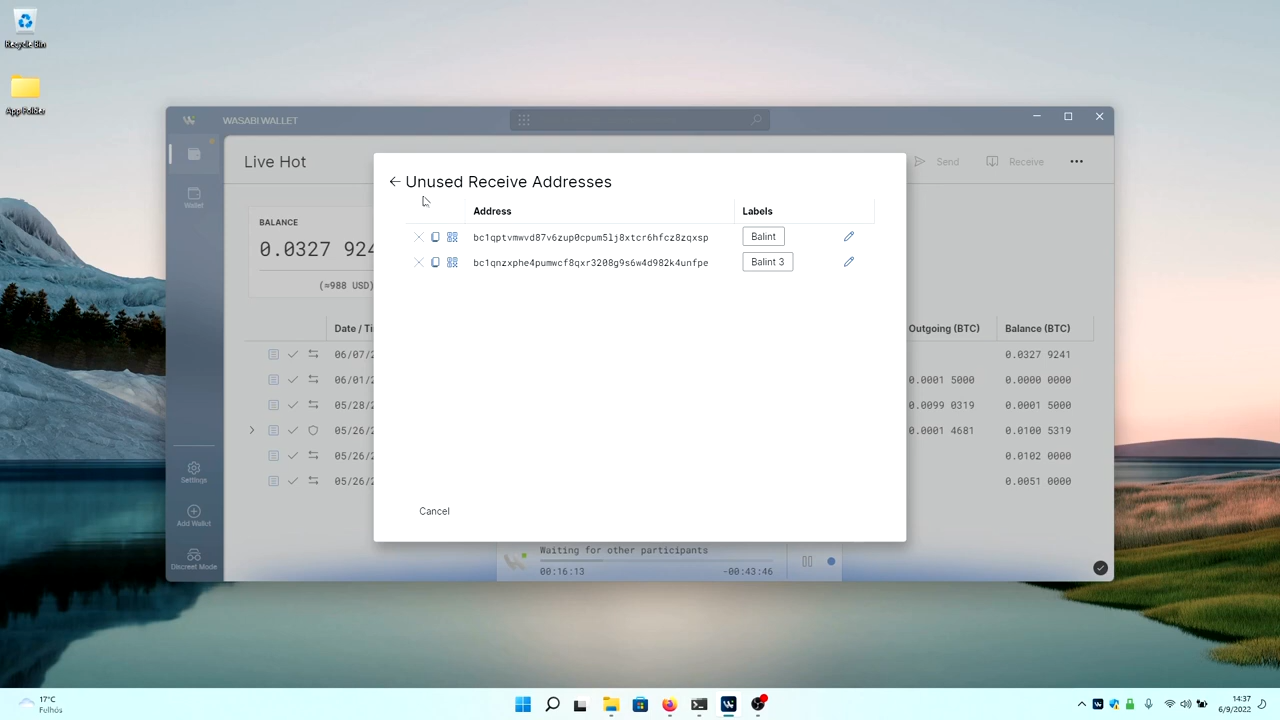 Recycle Bin
App Folder
WASABI WALLET
Live Hot
Send
Receive
Wallet
BALANCE
0.0327 924
(≈988 USD)
Unused Receive Addresses
Address
Labels
bc1qptvmwvd87v6zup0cpum5lj8xtcr6hfcz8zqxsp
Balint
bc1qnzxphe4pumwcf8qxr3208g9s6w4d982k4unfpe
Balint 3
Cancel
Date / Ti
Outgoing (BTC)
Balance (BTC)
06/07/2
0.0327 9241
06/01/2
0.0001 5000
0.0000 0000
05/28/2
0.0099 0319
0.0001 5000
05/26/2
0.0001 4681
0.0100 5319
05/26/2
0.0102 0000
05/26/2
0.0051 0000
Settings
Add Wallet
Discreet Mode
Waiting for other participants
00:16:13
-00:43:46
17°C
Felhős
14:37
6/9/2022